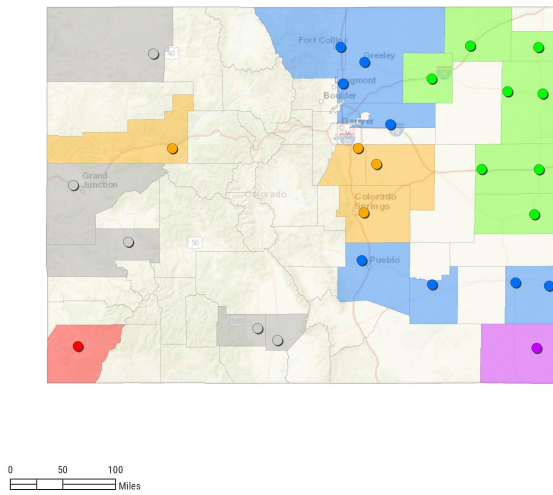 Fort Collins
Greeley
Longmont
Boulder
Denver
Grand
Junction
Colorado
Colorado
Springs
50
Pueblo
0 50 100
Miles